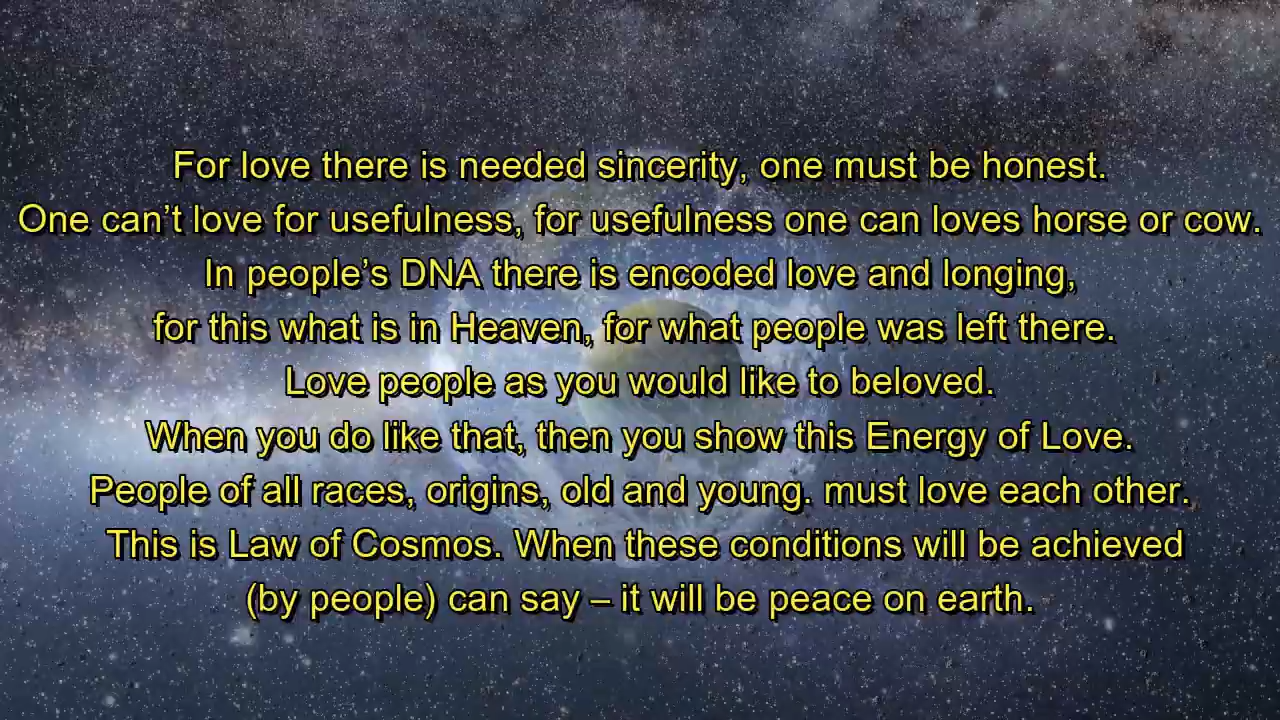 For love there is needed sincerity, one must be honest.
One can’t love for usefulness, for usefulness one can loves horse or cow.
In people’s DNA there is encoded love and longing,
for this what is in Heaven, for what people was left there.
Love people as you would like to beloved.
When you do like that, then you show this Energy of Love.
People of all races, origins, old and young. must love each other.
This is Law of Cosmos. When these conditions will be achieved
(by people) can say – it will be peace on earth.